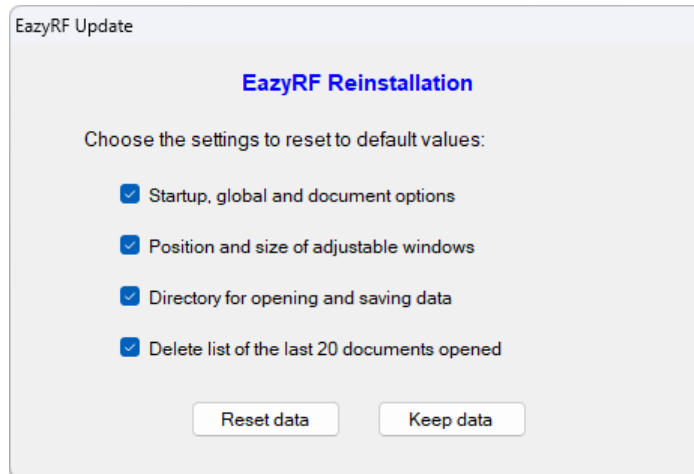 EazyRF Update
EazyRF Reinstallation
Choose the settings to reset to default values:
Startup, global and document options
Position and size of adjustable windows
Directory for opening and saving data
Delete list of the last 20 documents opened
Reset data
Keep data